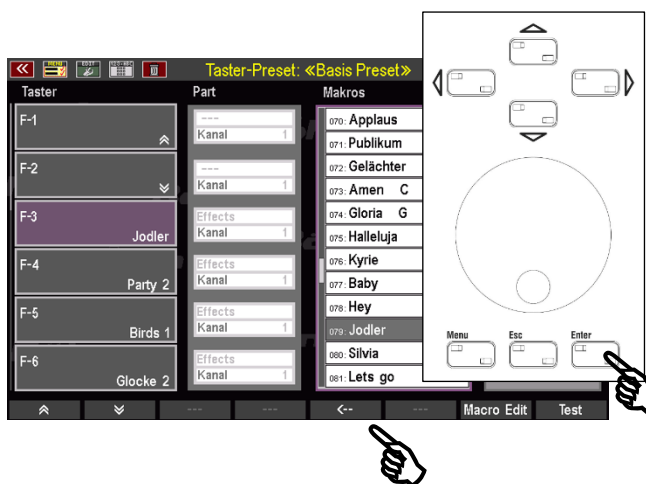 MENU EDIT
Taster-Preset: «Basis Preset»
Taster Part Makros
F-1
---
Kanal 1
F-2
---
Kanal 1
F-3
Jodler
Effects
Kanal 1
F-4
Party 2
Effects
Kanal 1
F-5
Birds 1
Effects
Kanal 1
F-6
Glocke 2
Effects
Kanal 1
070: Applaus
071: Publikum
072: Gelächter
073: Amen C
074: Gloria G
075: Halleluja
076: Kyrie
077: Baby
078: Hey
079: Jodler
080: Silvia
081: Lets go
Menu Esc Enter
--- --- <-- --- Macro Edit Test